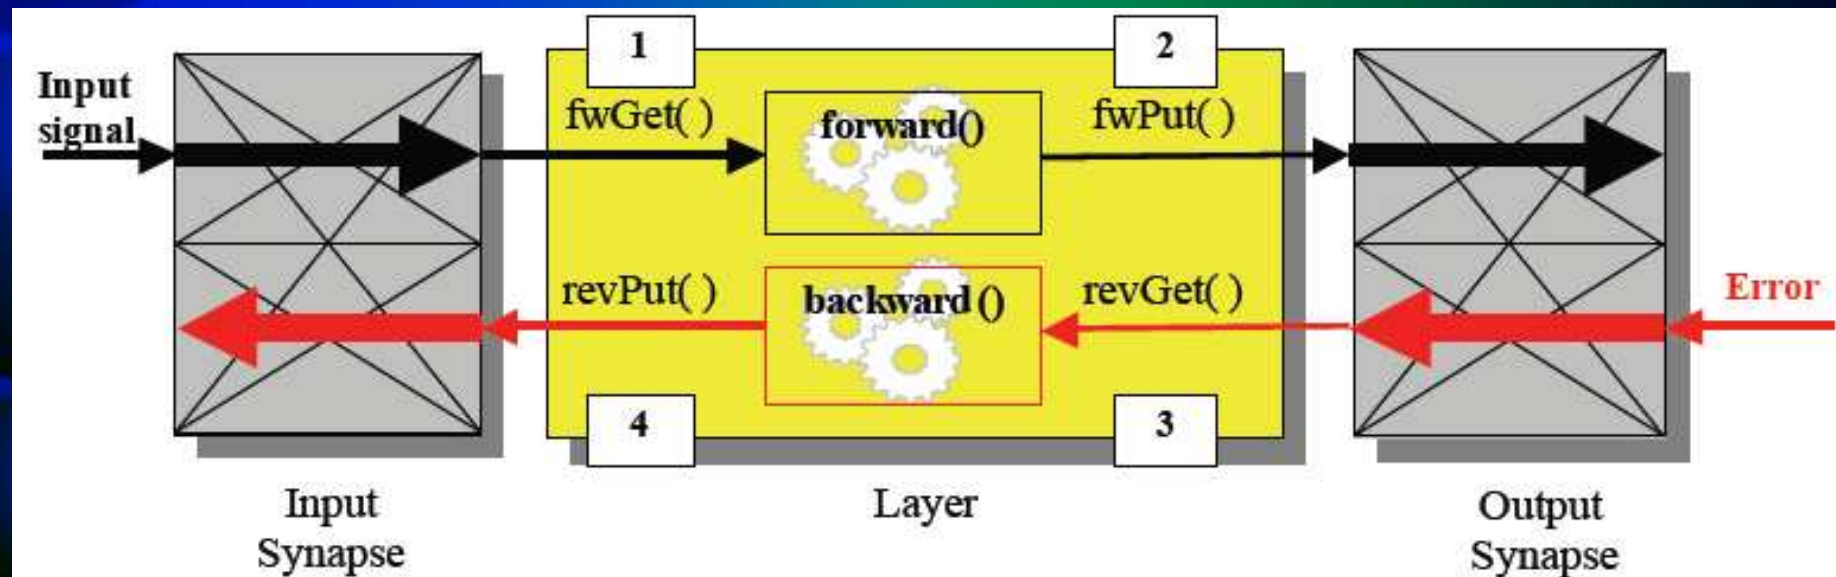 1
2
Input
signal
fwGet( )
forward()
fwPut( )
revPut( )
backward ()
revGet( )
Error
4
3
Input
Synapse
Layer
Output
Synapse